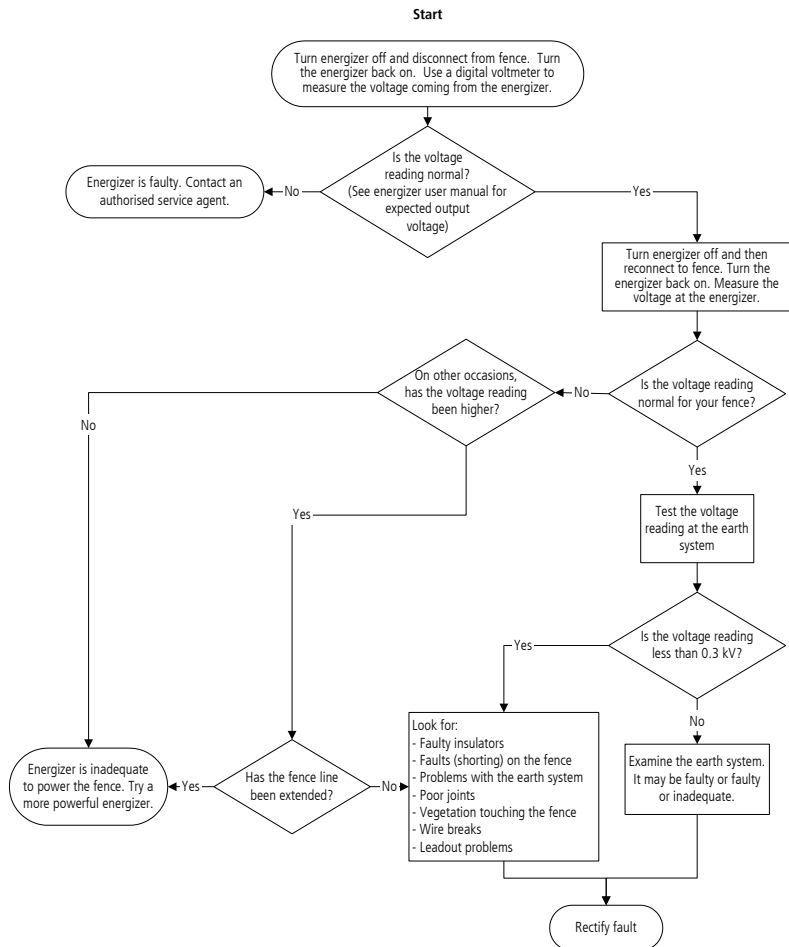 Start
Turn energizer off and disconnect from fence. Turn
the energizer back on. Use a digital voltmeter to
measure the voltage coming from the energizer.
Is the voltage
reading normal?
(See energizer user manual for
expected output
voltage)
No
Energizer is faulty. Contact an
authorised service agent.
Yes
Turn energizer off and then
reconnect to fence. Turn the
energizer back on. Measure the
voltage at the energizer.
Is the voltage reading
normal for your fence?
No
On other occasions,
has the voltage reading
been higher?
No
Yes
Yes
Test the voltage
reading at the earth
system
Is the voltage reading
less than 0.3 kV?
Yes
No
Look for:
- Faulty insulators
- Faults (shorting) on the fence
- Problems with the earth system
- Poor joints
- Vegetation touching the fence
- Wire breaks
- Leadout problems
Examine the earth system.
It may be faulty or faulty
or inadequate.
Has the fence line
been extended?
Yes
No
Energizer is inadequate
to power the fence. Try a
more powerful energizer.
Rectify fault